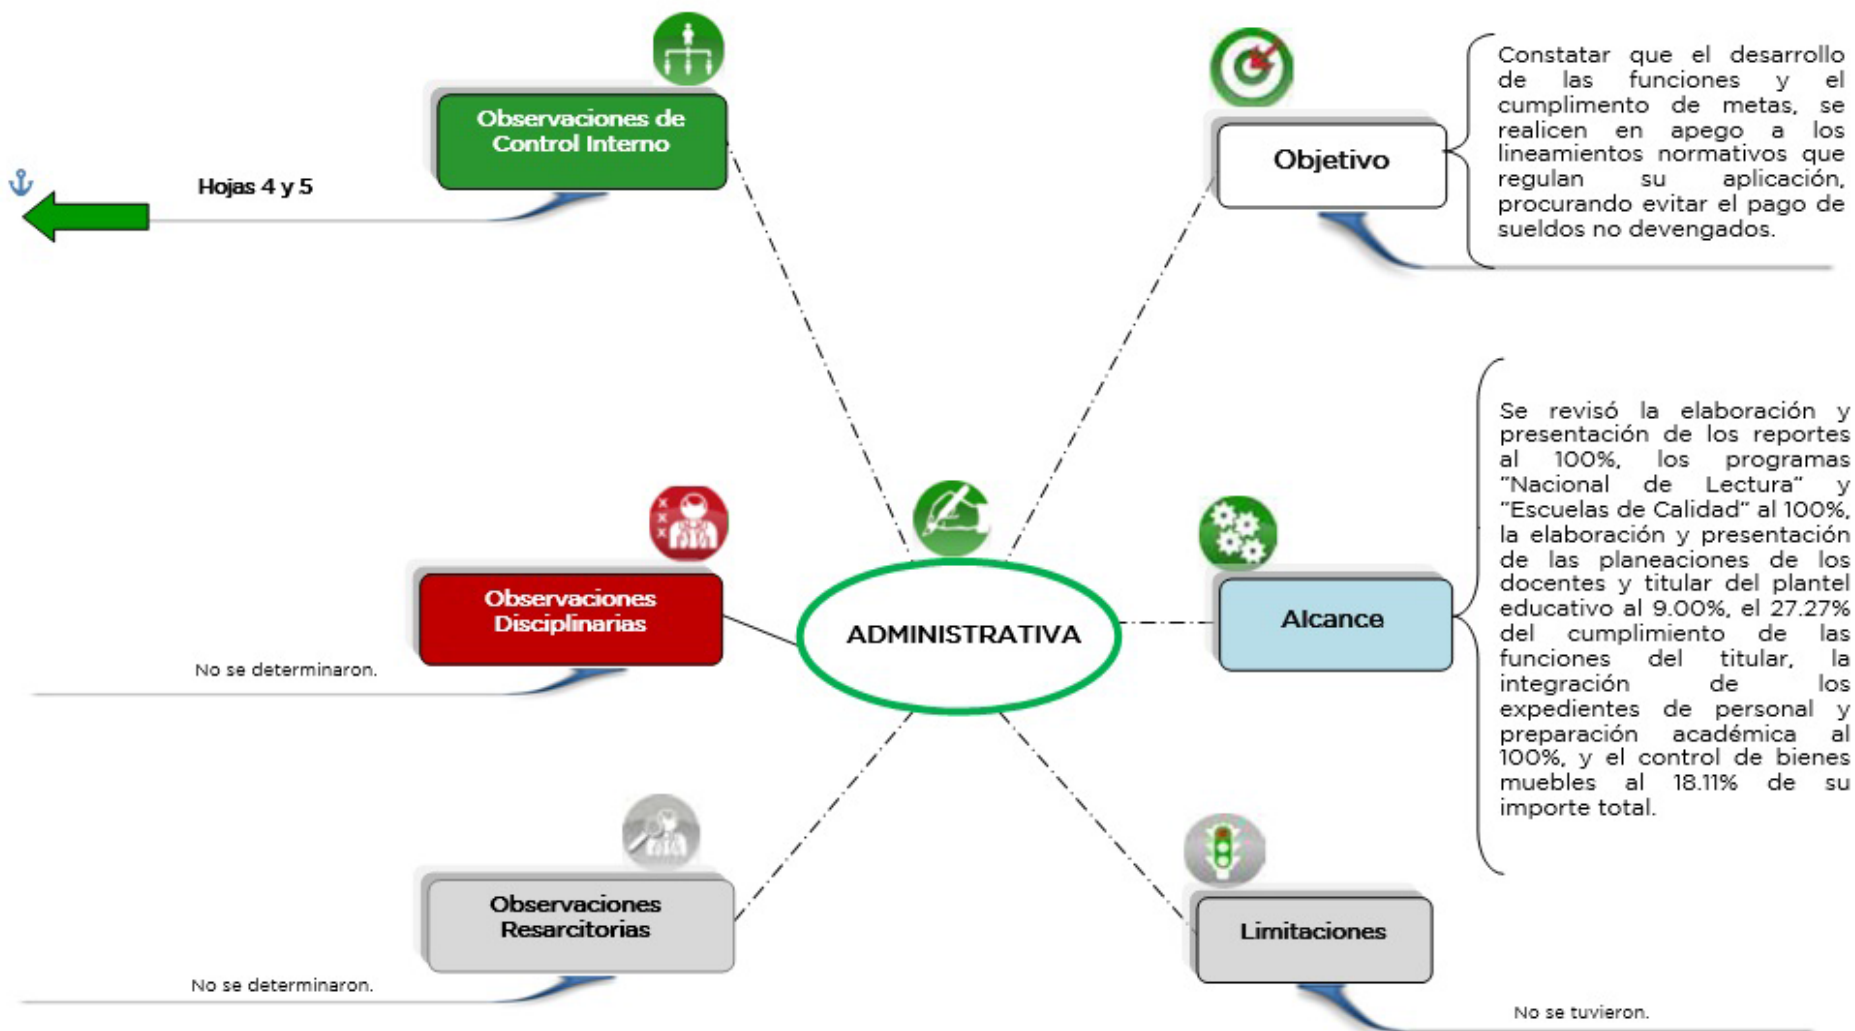 Observaciones de
Control Interno
Hojas 4 y 5
Objetivo
Constatar que el desarrollo
de las funciones y el
cumplimento de metas, se
realicen en apego a los
lineamientos normativos que
regulan su aplicación,
procurando evitar el pago de
sueldos no devengados.
Observaciones
Disciplinarias
No se determinaron.
ADMINISTRATIVA
Alcance
Se revisó la elaboración y
presentación de los reportes
al 100%, los programas
"Nacional de Lectura" y
"Escuelas de Calidad" al 100%,
la elaboración y presentación
de las planeaciones de los
docentes y titular del plantel
educativo al 9.00%, el 27.27%
del cumplimiento de las
funciones del titular, la
integración de los
expedientes de personal y
preparación académica al
100%, y el control de bienes
muebles al 18.11% de su
importe total.
Observaciones
Resarcitorias
No se determinaron.
Limitaciones
No se tuvieron.